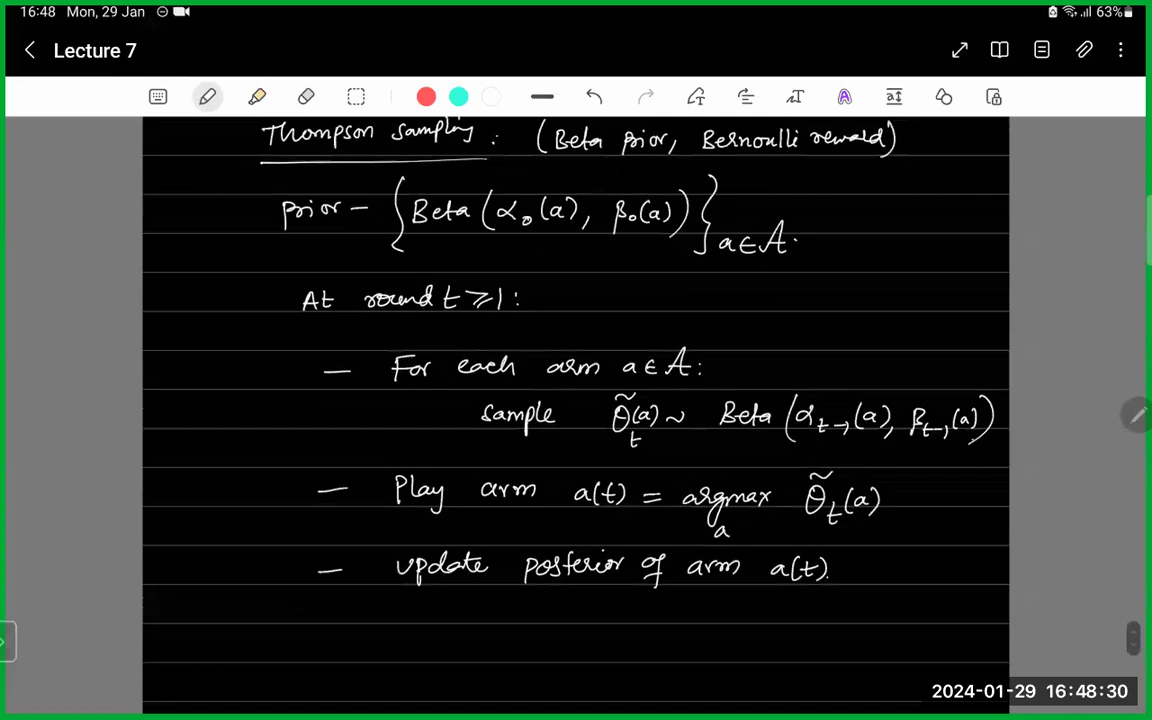 16:48 Mon, 29 Jan 63%
Lecture 7
Thompson Sampling : (Beta prior, Bernoulli reward)
prior – {Beta (α₀(a), β₀(a))}a∈𝒜.
At round t ⩾ 1 :
— For each arm a ∈ 𝒜 :
sample θ̃ₜ(a) ~ Beta (αₜ₋₁(a), βₜ₋₁(a))
— Play arm a(t) = argmaxₐ θ̃ₜ(a)
— update posterior of arm a(t).
2024-01-29 16:48:30